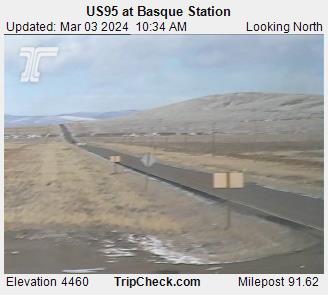 US95 at Basque Station
Updated: Mar 03 2024 10:34 AM Looking North
Elevation 4460 TripCheck.com Milepost 91.62